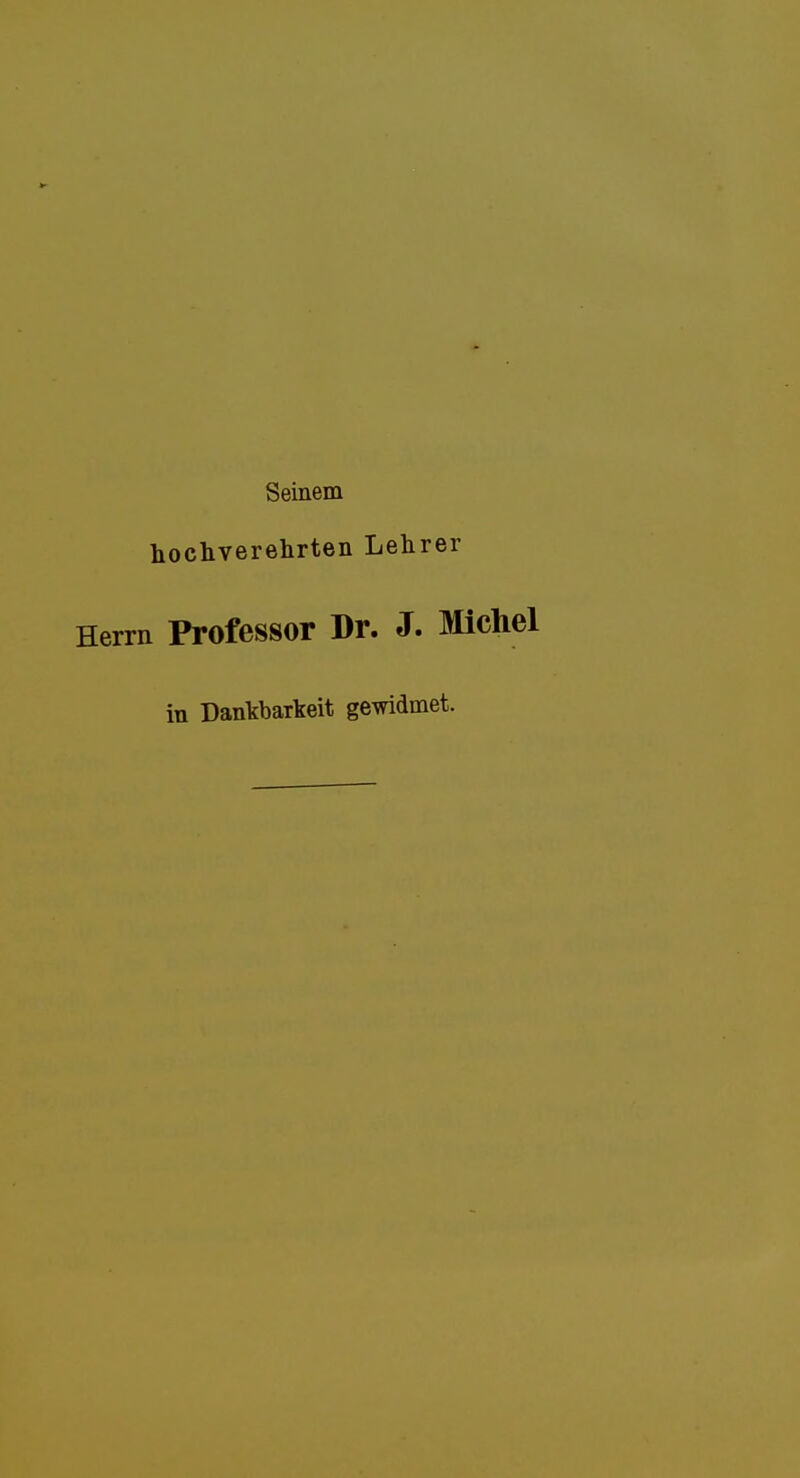 Seinem
hochverehrten Lehrer
Herrn Professor Dr. J. Michel
in Dankbarkeit gewidmet.